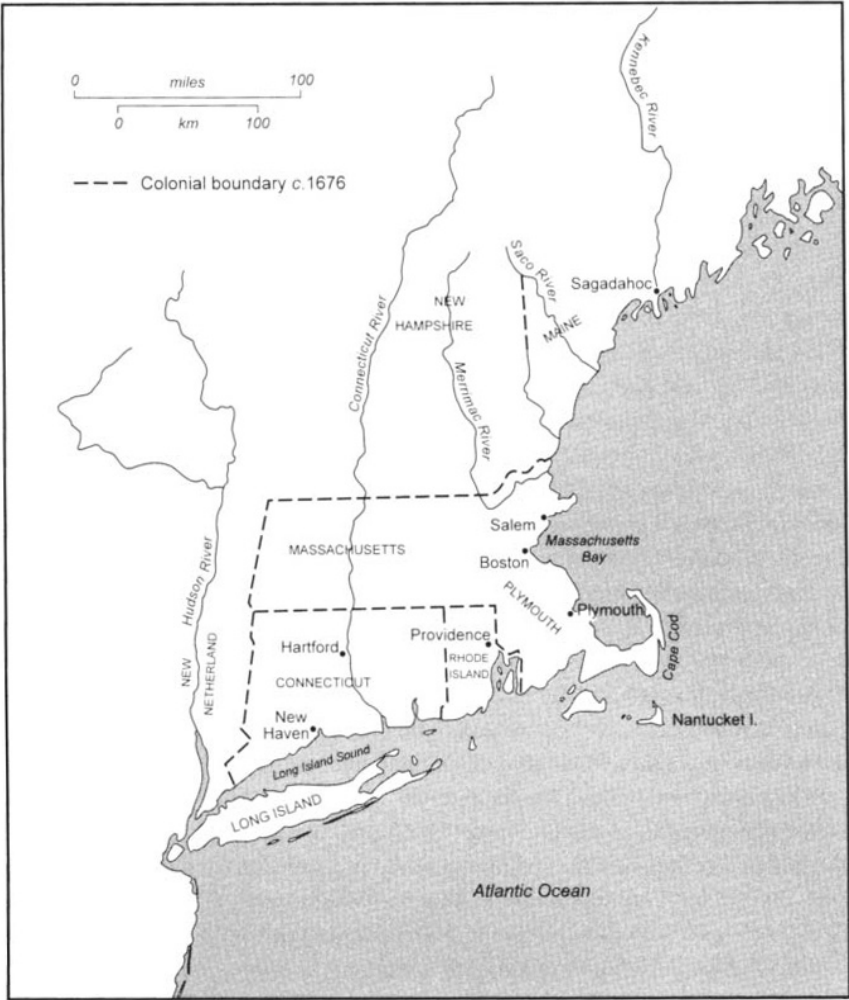 0 miles 100
0 km 100
Colonial boundary c.1676
Kennebec River
Saco River
Sagadahoc
NEW
HAMPSHIRE
MAINE
Connecticut River
Merrimac River
Salem
Massachusetts
Bay
MASSACHUSETTS
Boston
Hudson River
PLYMOUTH
Plymouth
Cape Cod
NEW
NETHERLAND
Hartford
Providence
RHODE
ISLAND
CONNECTICUT
New
Haven
Nantucket I.
Long Island Sound
LONG ISLAND
Atlantic Ocean